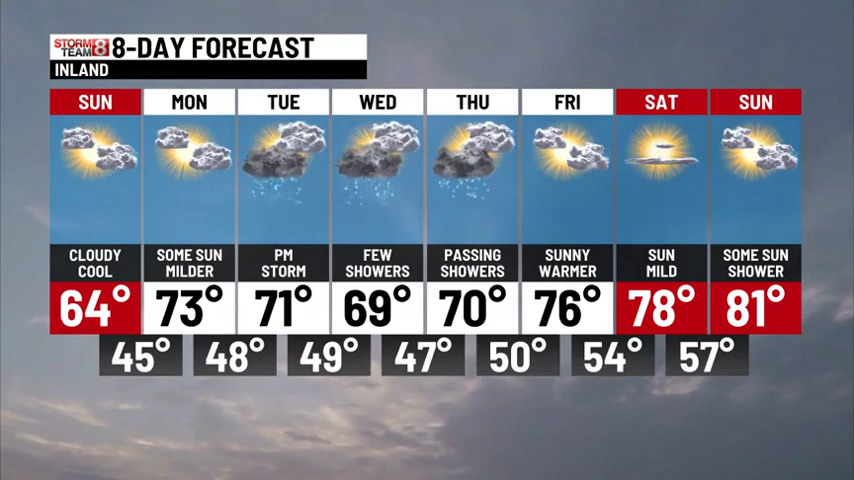 STORM TEAM 8 8-DAY FORECAST
INLAND
SUN MON TUE WED THU FRI SAT SUN
CLOUDY SOME SUN PM FEW PASSING SUNNY SUN SOME SUN
COOL MILDER STORM SHOWERS SHOWERS WARMER MILD SHOWER
64° 73° 71° 69° 70° 76° 78° 81°
45° 48° 49° 47° 50° 54° 57°